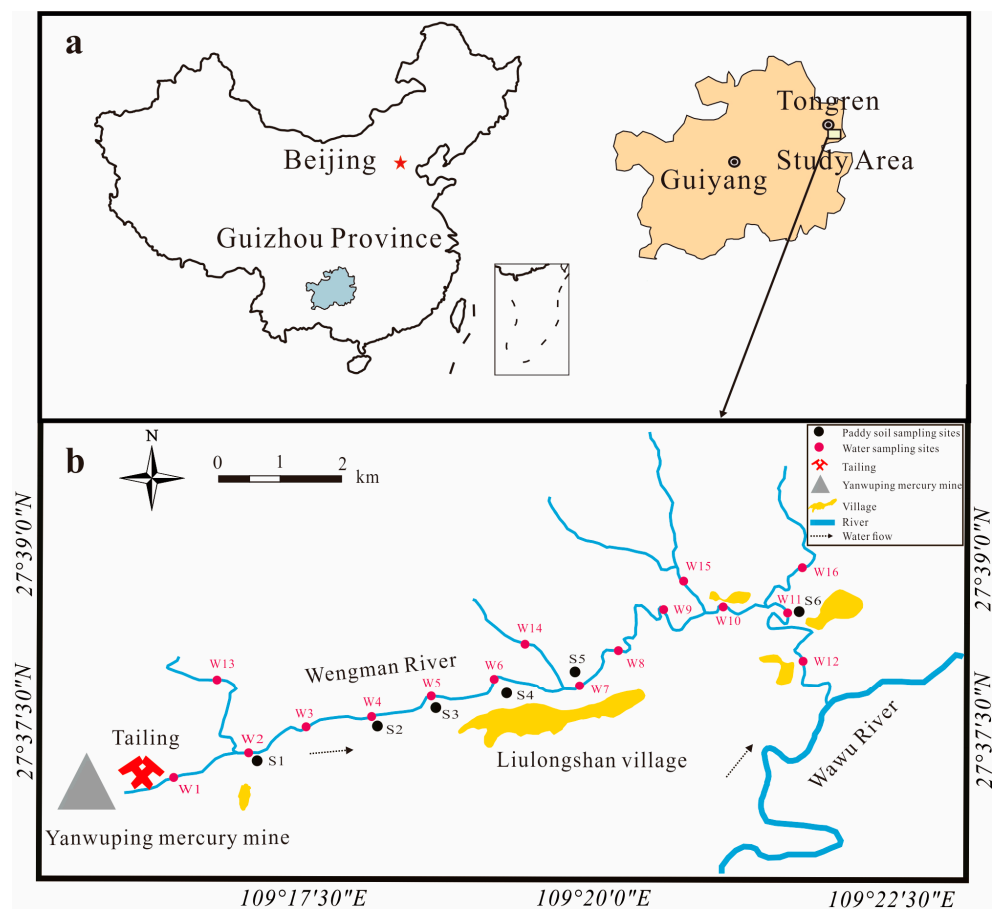 a
Beijing
Guizhou Province
Tongren
Study Area
Guiyang
b
N
0 1 2
km
Paddy soil sampling sites
Water sampling sites
Tailing
Yanwuping mercury mine
Village
River
Water flow
27°39'0"N
27°37'30"N
27°39'0"N
27°37'30"N
W16
W15
W11 S6
W9
W10
W14
W12
Wengman River
S5
W8
W13
W6
W5
S4
W7
W4
S3
W3
S2
Tailing
W2
S1
Liulongshan village
Wawu River
W1
Yanwuping mercury mine
109°17'30"E
109°20'0"E
109°22'30"E